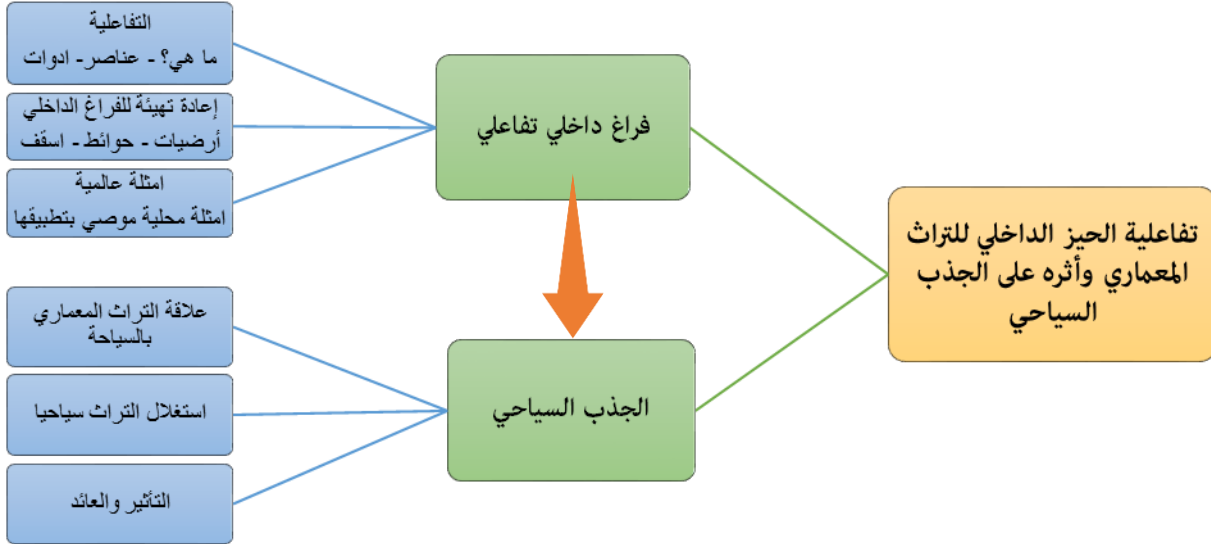 تفاعلية الحيز الداخلي للتراث
المعماري وأثره على الجذب
السياحي
فراغ داخلي تفاعلي
التفاعلية
ما هي؟ - عناصر - ادوات
إعادة تهيئة للفراغ الداخلي
أرضيات - حوائط - اسقف
امثلة عالمية
امثلة محلية موصي بتطبيقها
الجذب السياحي
علاقة التراث المعماري
بالسياحة
استغلال التراث سياحيا
التأثير والعائد